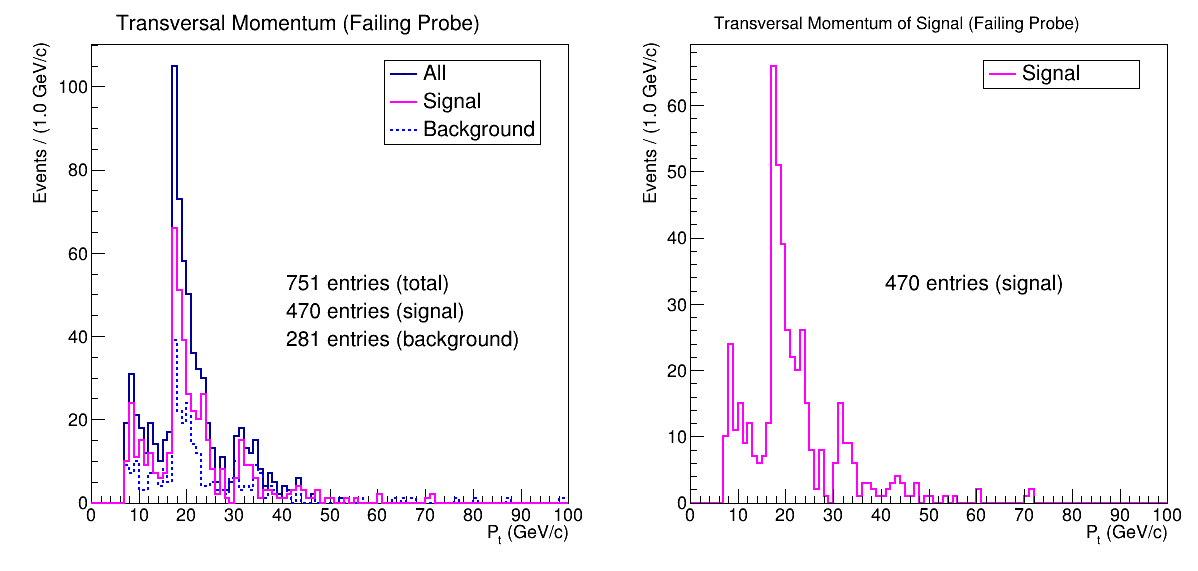 Transversal Momentum (Failing Probe)
Events / (1.0 GeV/c)
100
80
60
40
20
0
All
Signal
Background
751 entries (total)
470 entries (signal)
281 entries (background)
0 10 20 30 40 50 60 70 80 90 100
Pt (GeV/c)
Transversal Momentum of Signal (Failing Probe)
Events / (1.0 GeV/c)
60
50
40
30
20
10
0
Signal
470 entries (signal)
0 10 20 30 40 50 60 70 80 90 100
Pt (GeV/c)